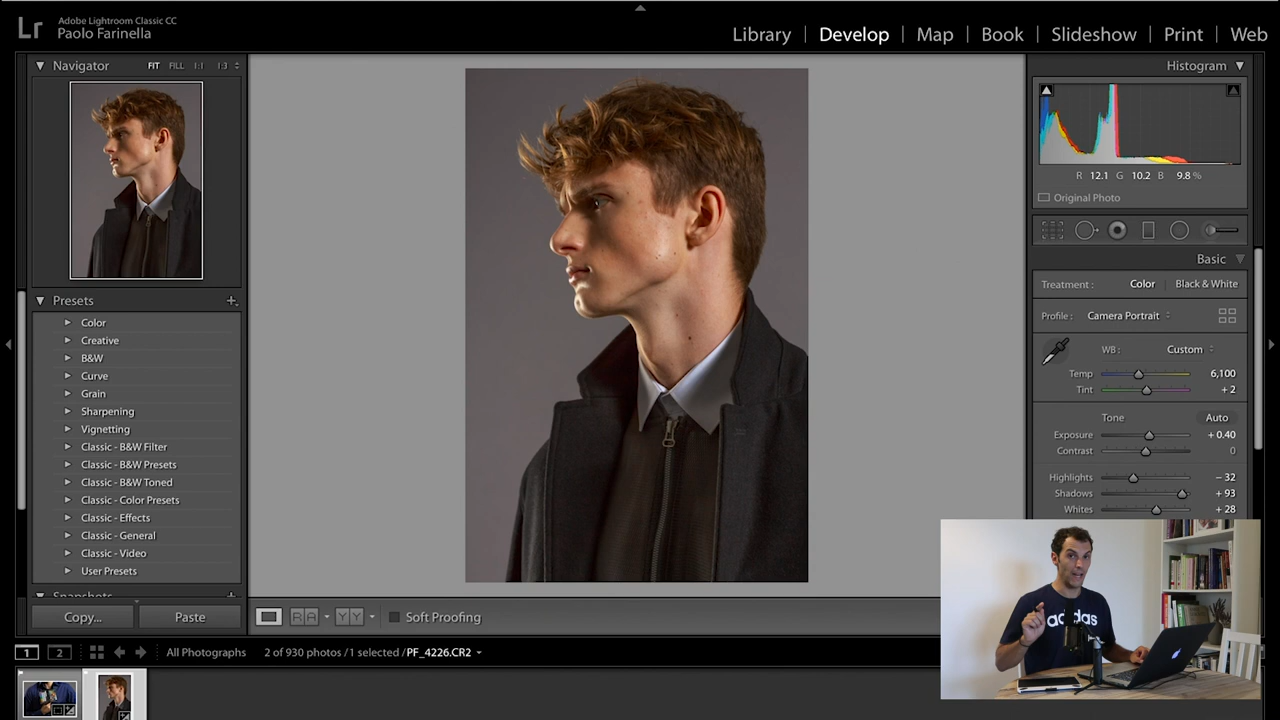 Lr
Adobe Lightroom Classic CC
Paolo Farinella
Library | Develop | Map | Book | Slideshow | Print | Web
Navigator FIT FILL 1:1 1:3
Histogram
R 12.1 G 10.2 B 9.8 %
Original Photo
Basic
Treatment : Color Black & White
Profile : Camera Portrait
WB : Custom
Temp 6,100
Tint + 2
Tone Auto
Exposure + 0.40
Contrast 0
Highlights − 32
Shadows + 93
Whites + 28
Presets
Color
Creative
B&W
Curve
Grain
Sharpening
Vignetting
Classic - B&W Filter
Classic - B&W Presets
Classic - B&W Toned
Classic - Color Presets
Classic - Effects
Classic - General
Classic - Video
User Presets
Snapshots
Copy... Paste
R A Y Y Soft Proofing
1 2 All Photographs 2 of 930 photos / 1 selected / PF_4226.CR2
adidas